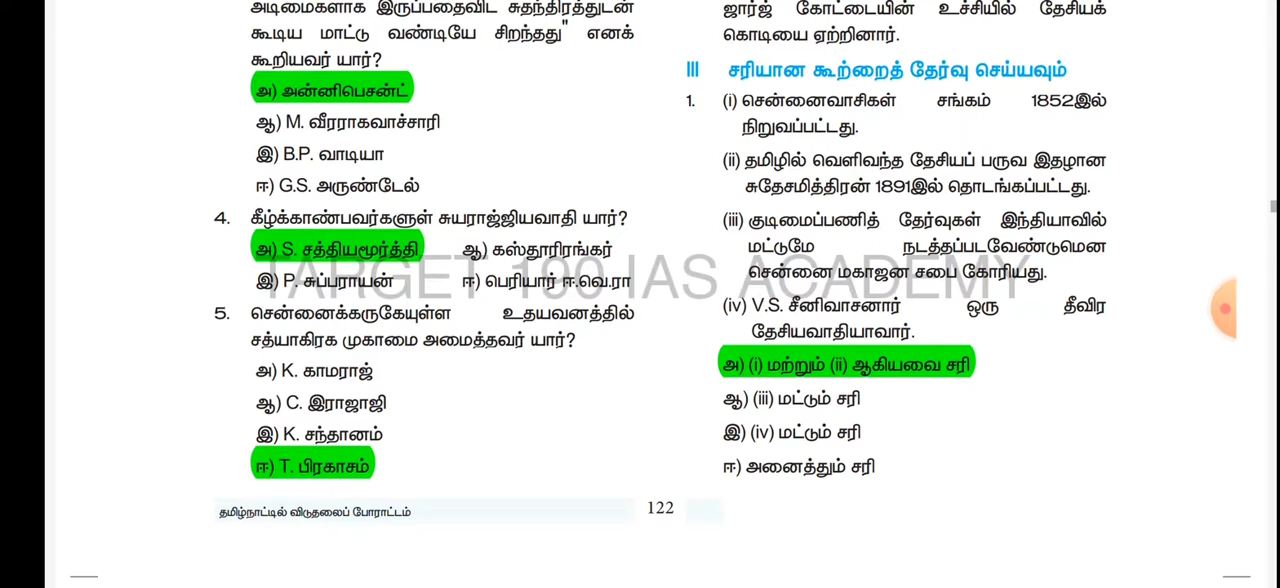 அடிமைகளாக இருப்பதைவிட சுதந்திரத்துடன்
கூடிய மாட்டு வண்டியே சிறந்தது" எனக்
கூறியவர் யார்?
அ) அன்னிபெசன்ட்
ஆ) M. வீரராகவாச்சாரி
இ) B.P. வாடியா
ஈ) G.S. அருண்டேல்
4. கீழ்க்காண்பவர்களுள் சுயராஜ்ஜியவாதி யார்?
அ) S. சத்தியமூர்த்தி ஆ) கஸ்தூரிரங்கர்
இ) P. சுப்பராயன் ஈ) பெரியார் ஈ.வெ.ரா
5. சென்னைக்கருகேயுள்ள உதயவனத்தில்
சத்யாகிரக முகாமை அமைத்தவர் யார்?
அ) K. காமராஜ்
ஆ) C. இராஜாஜி
இ) K. சந்தானம்
ஈ) T. பிரகாசம்
ஜார்ஜ் கோட்டையின் உச்சியில் தேசியக்
கொடியை ஏற்றினார்.
III சரியான கூற்றைத் தேர்வு செய்யவும்
1. (i) சென்னைவாசிகள் சங்கம் 1852இல்
நிறுவப்பட்டது.
(ii) தமிழில் வெளிவந்த தேசியப் பருவ இதழான
சுதேசமித்திரன் 1891இல் தொடங்கப்பட்டது.
(iii) குடிமைப்பணித் தேர்வுகள் இந்தியாவில்
மட்டுமே நடத்தப்படவேண்டுமென
சென்னை மகாஜன சபை கோரியது.
(iv) V.S. சீனிவாசனார் ஒரு தீவிர
தேசியவாதியாவார்.
அ) (i) மற்றும் (ii) ஆகியவை சரி
ஆ) (iii) மட்டும் சரி
இ) (iv) மட்டும் சரி
ஈ) அனைத்தும் சரி
TARGET 190 IAS ACADEMY
தமிழ்நாட்டில் விடுதலைப் போராட்டம் 122